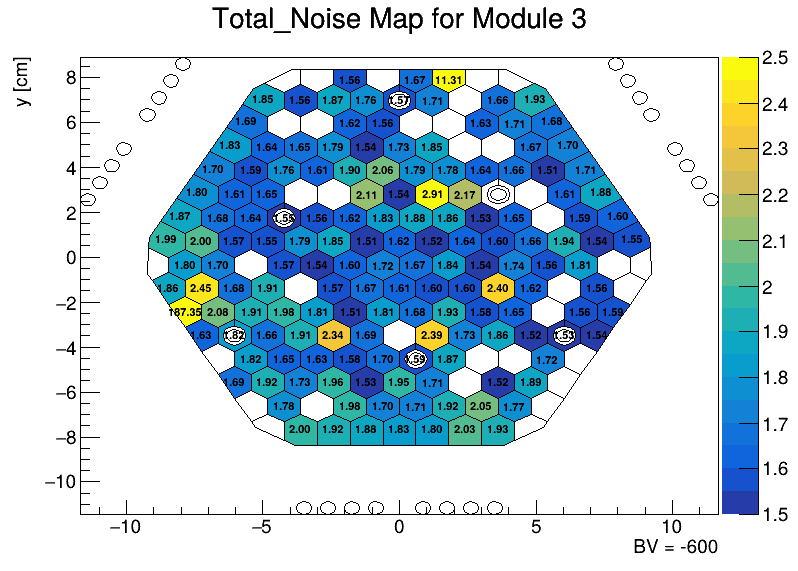 Total_Noise Map for Module 3
y [cm]
8
6
4
2
0
−2
−4
−6
−8
−10
1.56 1.67 11.31
1.85 1.56 1.87 1.76 1.57 1.71 1.66 1.93
1.69 1.62 1.56 1.63 1.71 1.68
1.83 1.64 1.65 1.79 1.54 1.73 1.85 1.67 1.70
1.70 1.59 1.76 1.61 1.90 2.06 1.79 1.78 1.64 1.66 1.51 1.71
1.80 1.61 1.65 2.11 1.54 2.91 2.17 1.61 1.88
1.87 1.68 1.64 1.55 1.56 1.62 1.83 1.88 1.86 1.53 1.65 1.59 1.60
1.99 2.00 1.57 1.55 1.79 1.85 1.51 1.62 1.52 1.64 1.60 1.66 1.94 1.54 1.55
1.80 1.70 1.57 1.54 1.60 1.72 1.67 1.84 1.54 1.74 1.56 1.81
1.86 2.45 1.68 1.91 1.57 1.67 1.61 1.60 1.60 2.40 1.62 1.56
187.35 2.08 1.91 1.98 1.81 1.51 1.81 1.68 1.93 1.58 1.65 1.56 1.59
1.63 1.82 1.66 1.91 2.34 1.69 2.39 1.73 1.86 1.52 1.53 1.54
1.82 1.65 1.63 1.58 1.70 1.59 1.87 1.72
1.69 1.92 1.73 1.96 1.53 1.95 1.71 1.52 1.89
1.78 1.98 1.70 1.71 1.92 2.05 1.77
2.00 1.92 1.88 1.83 1.80 2.03 1.93
−10 −5 0 5 10
BV = -600
2.5
2.4
2.3
2.2
2.1
2
1.9
1.8
1.7
1.6
1.5